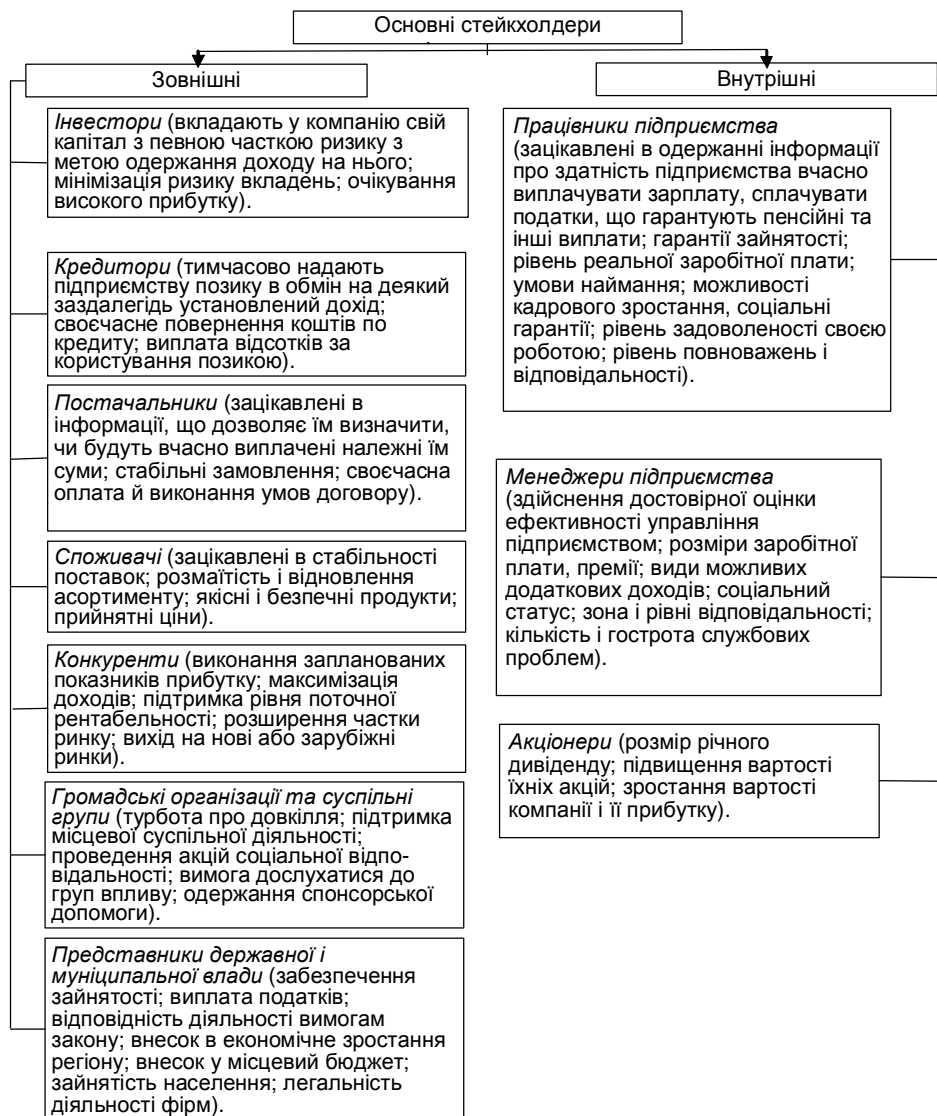 Основні стейкхолдери
Зовнішні
Інвестори (вкладають у компанію свій
капітал з певною часткою ризику з
метою одержання доходу на нього;
мінімізація ризику вкладень; очікування
високого прибутку).
Кредитори (тимчасово надають
підприємству позику в обмін на деякий
заздалегідь установлений дохід;
своєчасне повернення коштів по
кредиту; виплата відсотків за
користування позикою).
Постачальники (зацікавлені в
інформації, що дозволяє їм визначити,
чи будуть вчасно виплачені належні їм
суми; стабільні замовлення; своєчасна
оплата й виконання умов договору).
Споживачі (зацікавлені в стабільності
поставок; розмаїтість і відновлення
асортименту; якісні і безпечні продукти;
прийнятні ціни).
Конкуренти (виконання запланованих
показників прибутку; максимізація
доходів; підтримка рівня поточної
рентабельності; розширення частки
ринку; вихід на нові або зарубіжні
ринки).
Громадські організації та суспільні
групи (турбота про довкілля; підтримка
місцевої суспільної діяльності;
проведення акцій соціальної відпо-
відальності; вимога дослухатися до
груп впливу; одержання спонсорської
допомоги).
Представники державної і
муніципальної влади (забезпечення
зайнятості; виплата податків;
відповідність діяльності вимогам
закону; внесок в економічне зростання
регіону; внесок у місцевий бюджет;
зайнятість населення; легальність
діяльності фірм).
Внутрішні
Працівники підприємства
(зацікавлені в одержанні інформації
про здатність підприємства вчасно
виплачувати зарплату, сплачувати
податки, що гарантують пенсійні та
інші виплати; гарантії зайнятості;
рівень реальної заробітної плати;
умови наймання; можливості
кадрового зростання, соціальні
гарантії; рівень задоволеності своєю
роботою; рівень повноважень і
відповідальності).
Менеджери підприємства
(здійснення достовірної оцінки
ефективності управління
підприємством; розміри заробітної
плати, премії; види можливих
додаткових доходів; соціальний
статус; зона і рівні відповідальності;
кількість і гострота службових
проблем).
Акціонери (розмір річного
дивіденду; підвищення вартості
їхніх акцій; зростання вартості
компанії і її прибутку).